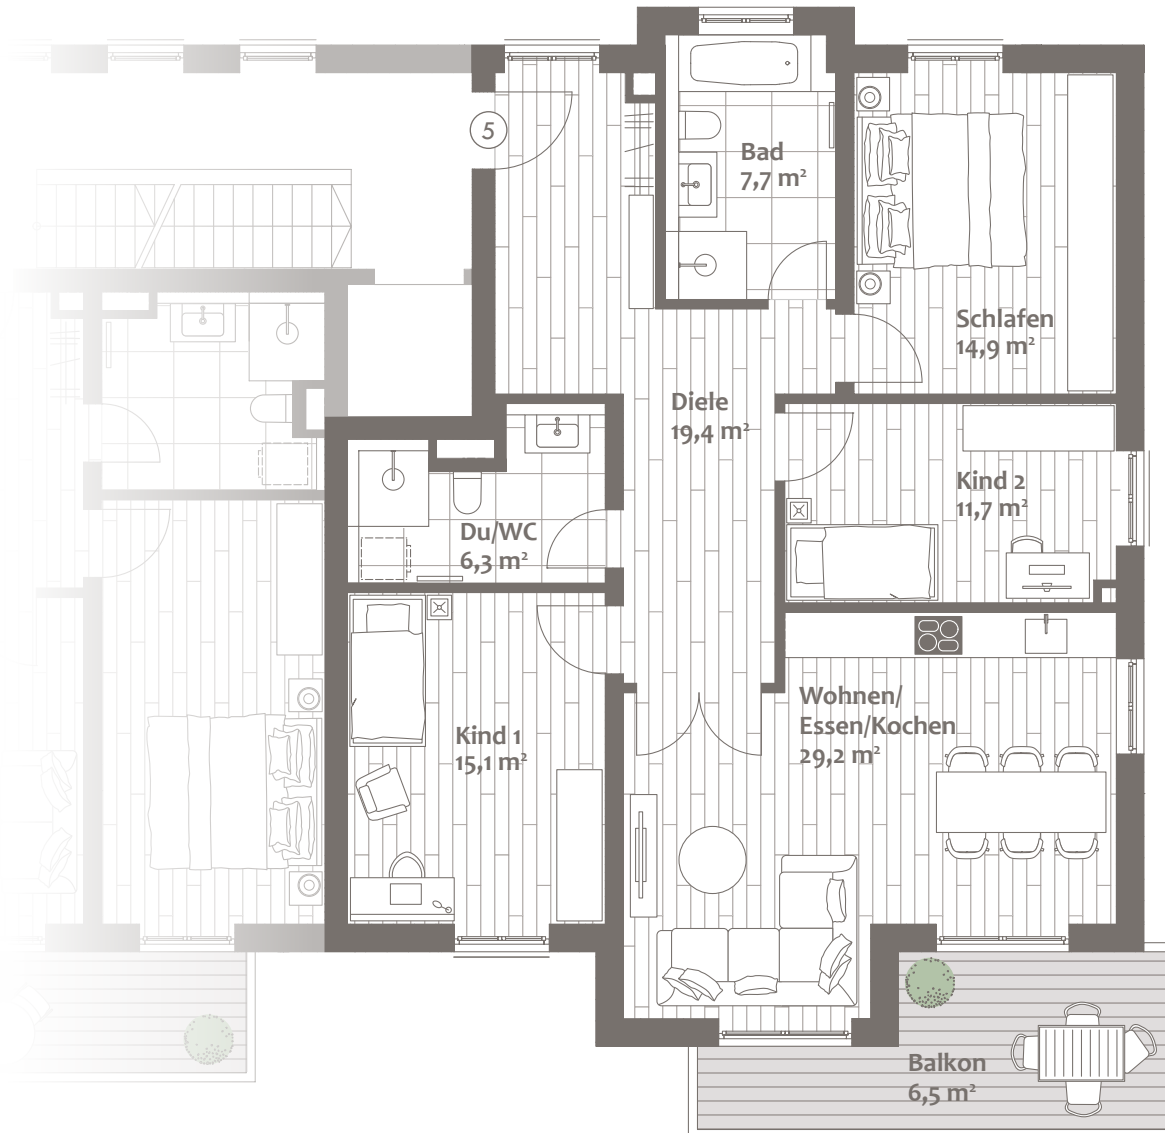 5
Bad
7,7 m²
Schlafen
14,9 m²
Diele
19,4 m²
Kind 2
11,7 m²
Du/WC
6,3 m²
Wohnen/
Essen/Kochen
29,2 m²
Kind 1
15,1 m²
Balkon
6,5 m²